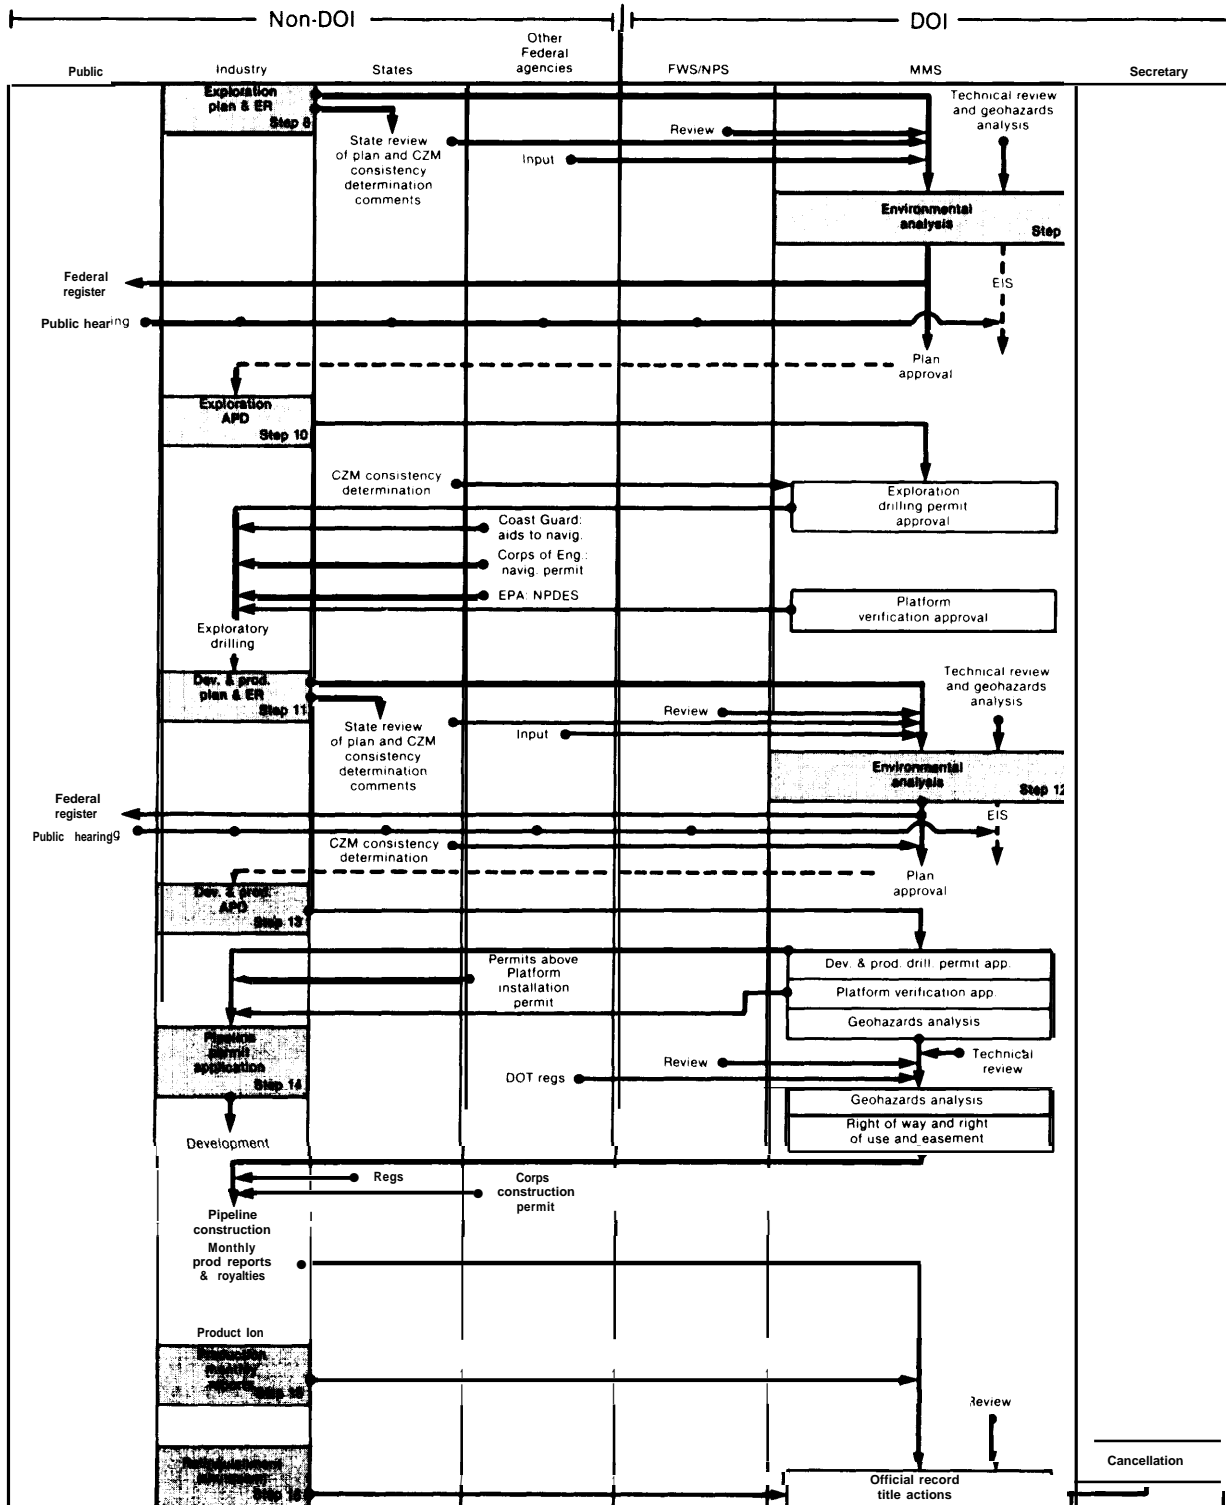 Non-DOI
DOI
Public
Industry
States
Other
Federal
agencies
FWS/NPS
MMS
Secretary
Exploration
plan & ER
Step 8
State review
of plan and CZM
consistency
determination
comments
Review
Input
Technical review
and geohazards
analysis
Environmental
analysis
Step
Federal
register
EIS
Public hearing
Plan
approval
Exploration
APD
Step 10
CZM consistency
determination
Exploration
drilling permit
approval
Coast Guard:
aids to navig.
Corps of Eng.:
navig. permit
EPA: NPDES
Platform
verification approval
Exploratory
drilling
Dev. & prod.
plan & ER
Step 11
State review
of plan and CZM
consistency
determination
comments
Review
Input
Technical review
and geohazards
analysis
Environmental
analysis
Step 12
Federal
register
EIS
Public hearing
CZM consistency
determination
Plan
approval
Dev. & prod.
APD
Step 13
Permits above
Platform
installation
permit
Dev. & prod. drill. permit app.
Platform verification app.
Geohazards analysis
Pipeline
permit
application
Step 14
Review
Technical
review
DOT regs
Geohazards analysis
Right of way and right
of use and easement
Development
Regs
Corps
construction
permit
Pipeline
construction
Monthly
prod reports
& royalties
Product Ion
Production
monthly
reports
Step
Review
Cancellation
Official record
title actions
Step